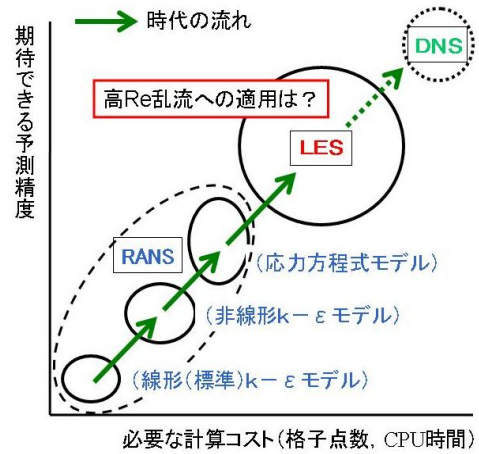 時代の流れ
DNS
期待できる予測精度
高Re乱流への適用は？
LES
RANS
(応力方程式モデル)
(非線形k－εモデル)
(線形(標準)k－εモデル)
必要な計算コスト(格子点数, CPU時間)